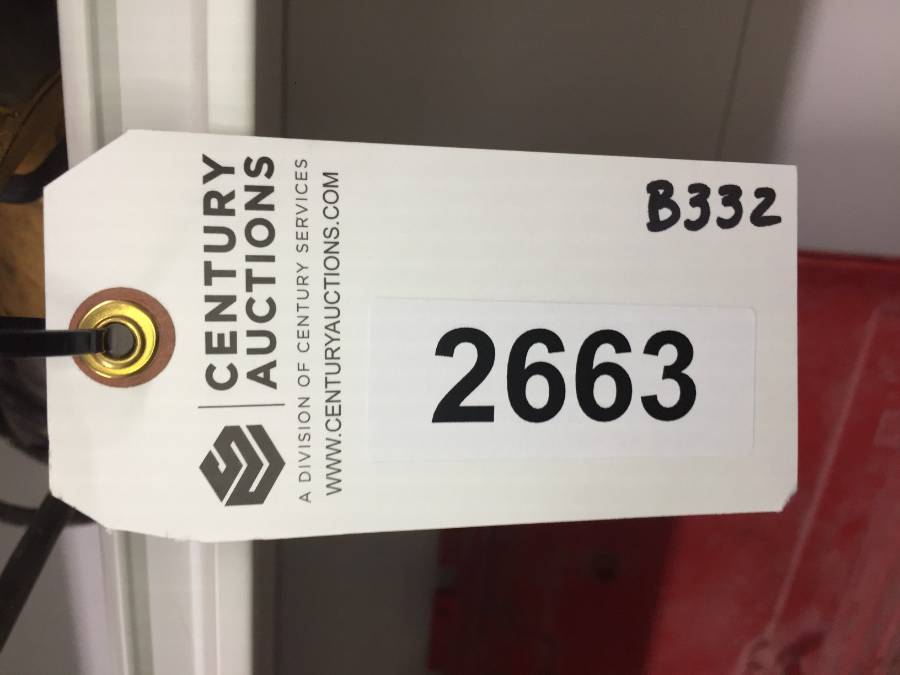 CENTURY
AUCTIONS
A DIVISION OF CENTURY SERVICES
WWW.CENTURYAUCTIONS.COM
B332
2663